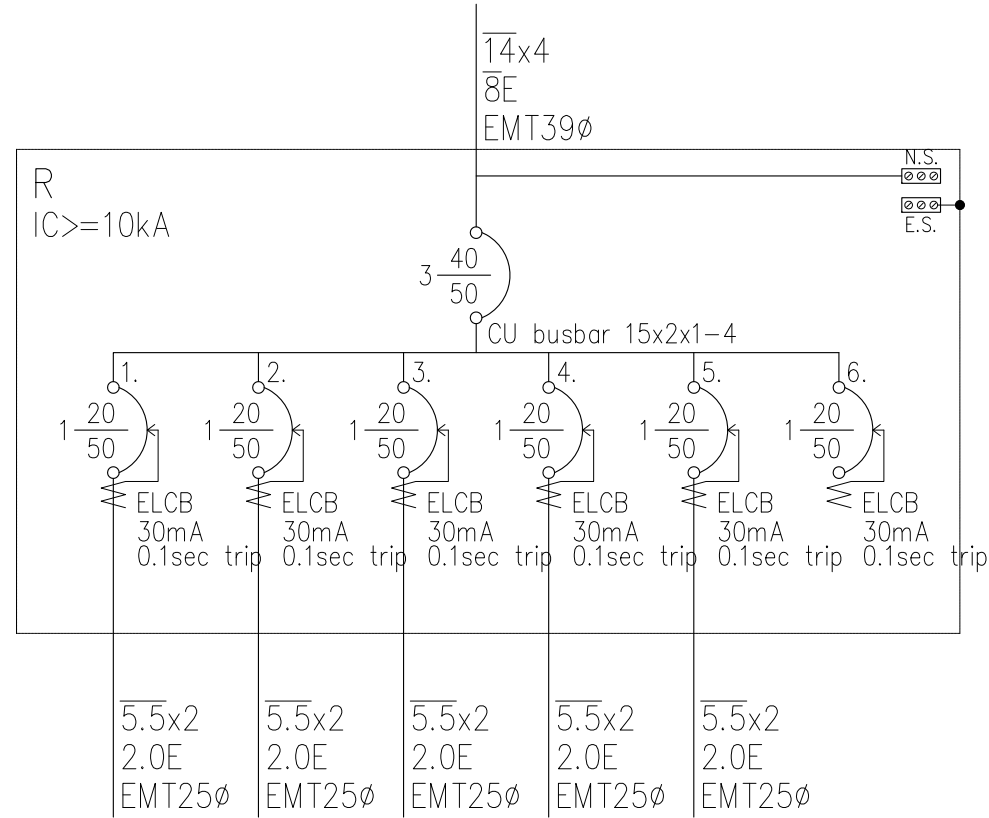 14x4
8E
EMT39ø
N.S.
R
IC>=10kA
E.S.
3 40
50
CU busbar 15x2x1-4
1. 2. 3. 4. 5. 6.
1 20 1 20 1 20 1 20 1 20 1 20
50 50 50 50 50 50
ELCB ELCB ELCB ELCB ELCB ELCB
30mA 30mA 30mA 30mA 30mA 30mA
0.1sec trip 0.1sec trip 0.1sec trip 0.1sec trip 0.1sec trip 0.1sec trip
5.5x2 5.5x2 5.5x2 5.5x2 5.5x2
2.0E 2.0E 2.0E 2.0E 2.0E
EMT25ø EMT25ø EMT25ø EMT25ø EMT25ø